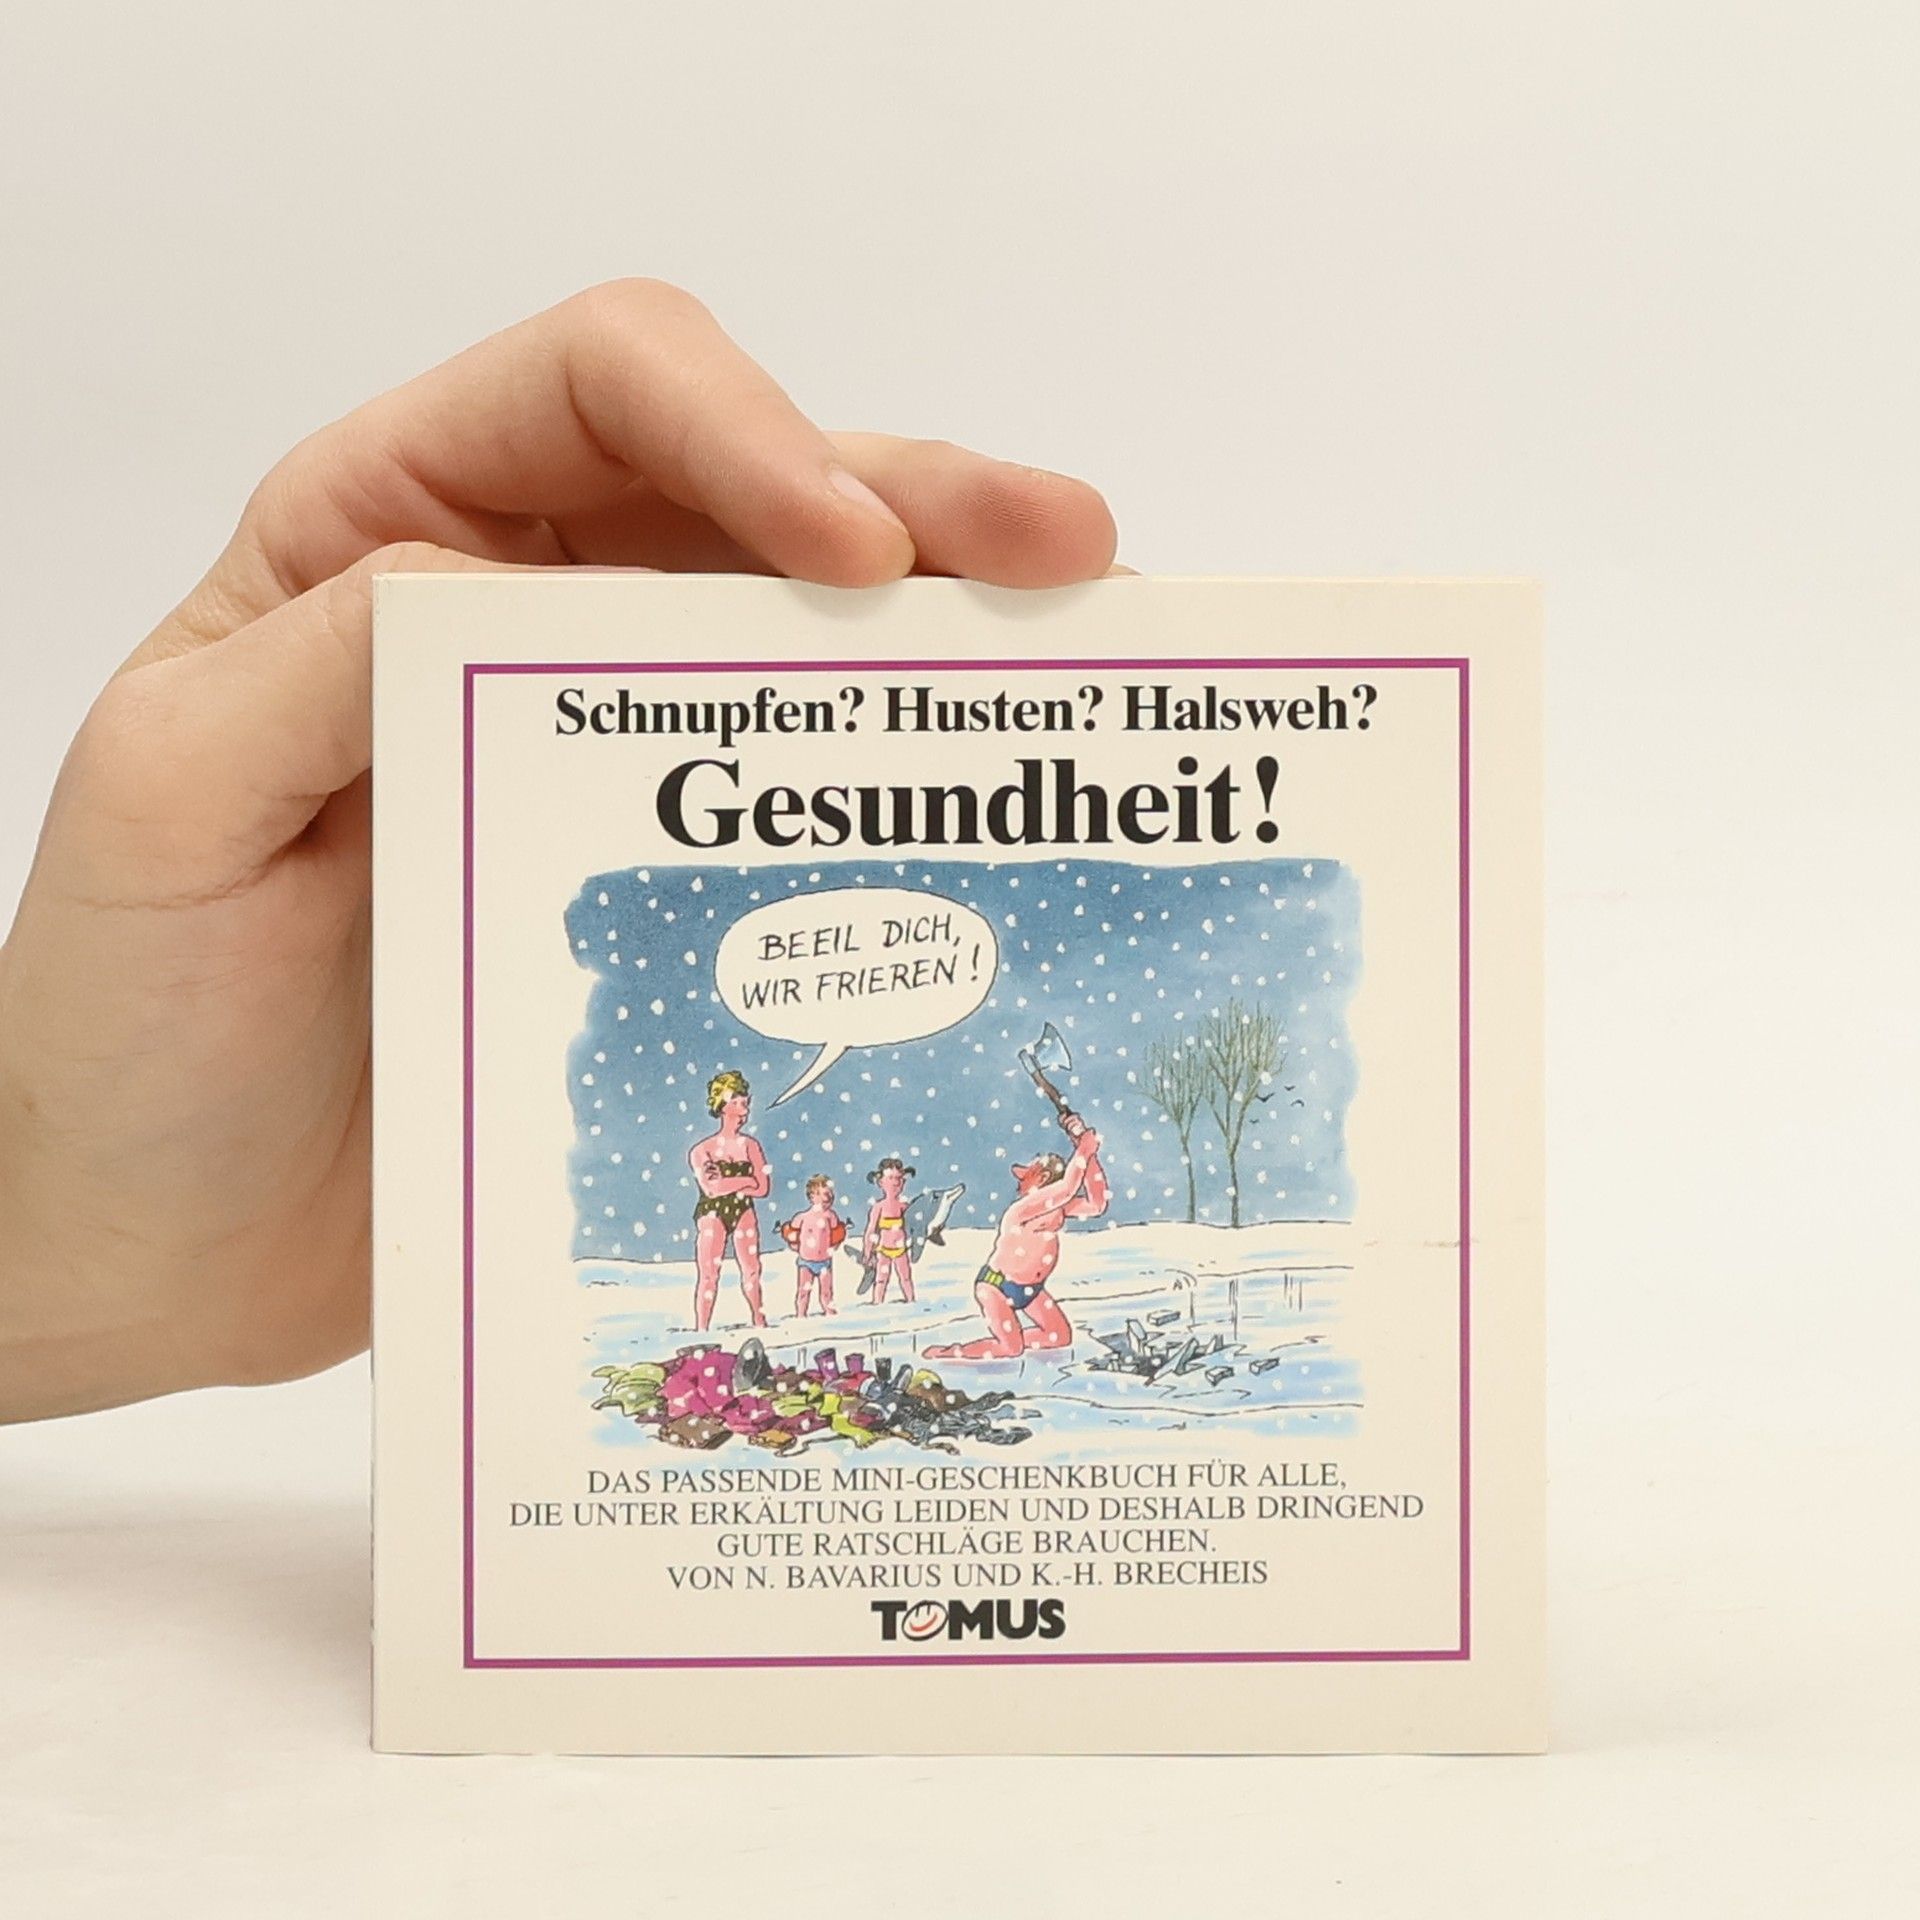 Schnupfen? Husten? Halsweh?
Gesundheit!
BEEIL DICH,
WIR FRIEREN!
DAS PASSENDE MINI-GESCHENKBUCH FÜR ALLE,
DIE UNTER ERKÄLTUNG LEIDEN UND DESHALB DRINGEND
GUTE RATSCHLÄGE BRAUCHEN.
VON N. BAVARIUS UND K.-H. BRECHEIS
TOMUS